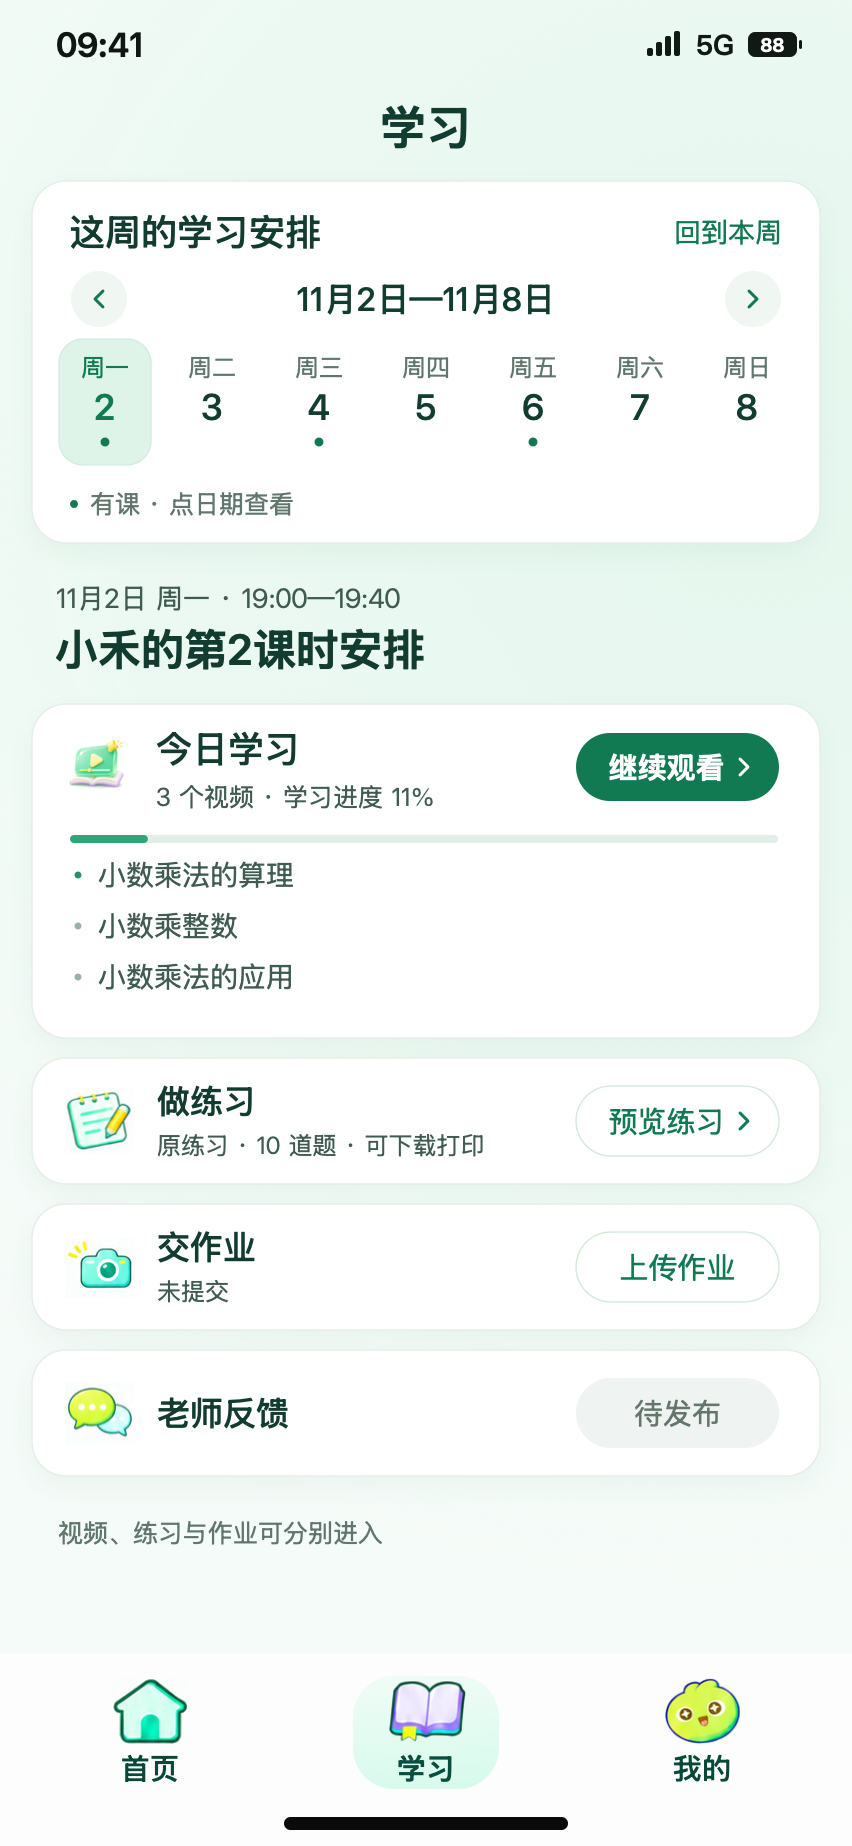 09:41
5G 88
学习
这周的学习安排 回到本周
11月2日—11月8日
周一 周二 周三 周四 周五 周六 周日
2 3 4 5 6 7 8
• 有课 · 点日期查看
11月2日 周一 · 19:00—19:40
小禾的第2课时安排
今日学习
3 个视频 · 学习进度 11%
继续观看
• 小数乘法的算理
• 小数乘整数
• 小数乘法的应用
做练习
原练习 · 10 道题 · 可下载打印
预览练习
交作业
未提交
上传作业
老师反馈
待发布
视频、练习与作业可分别进入
首页 学习 我的